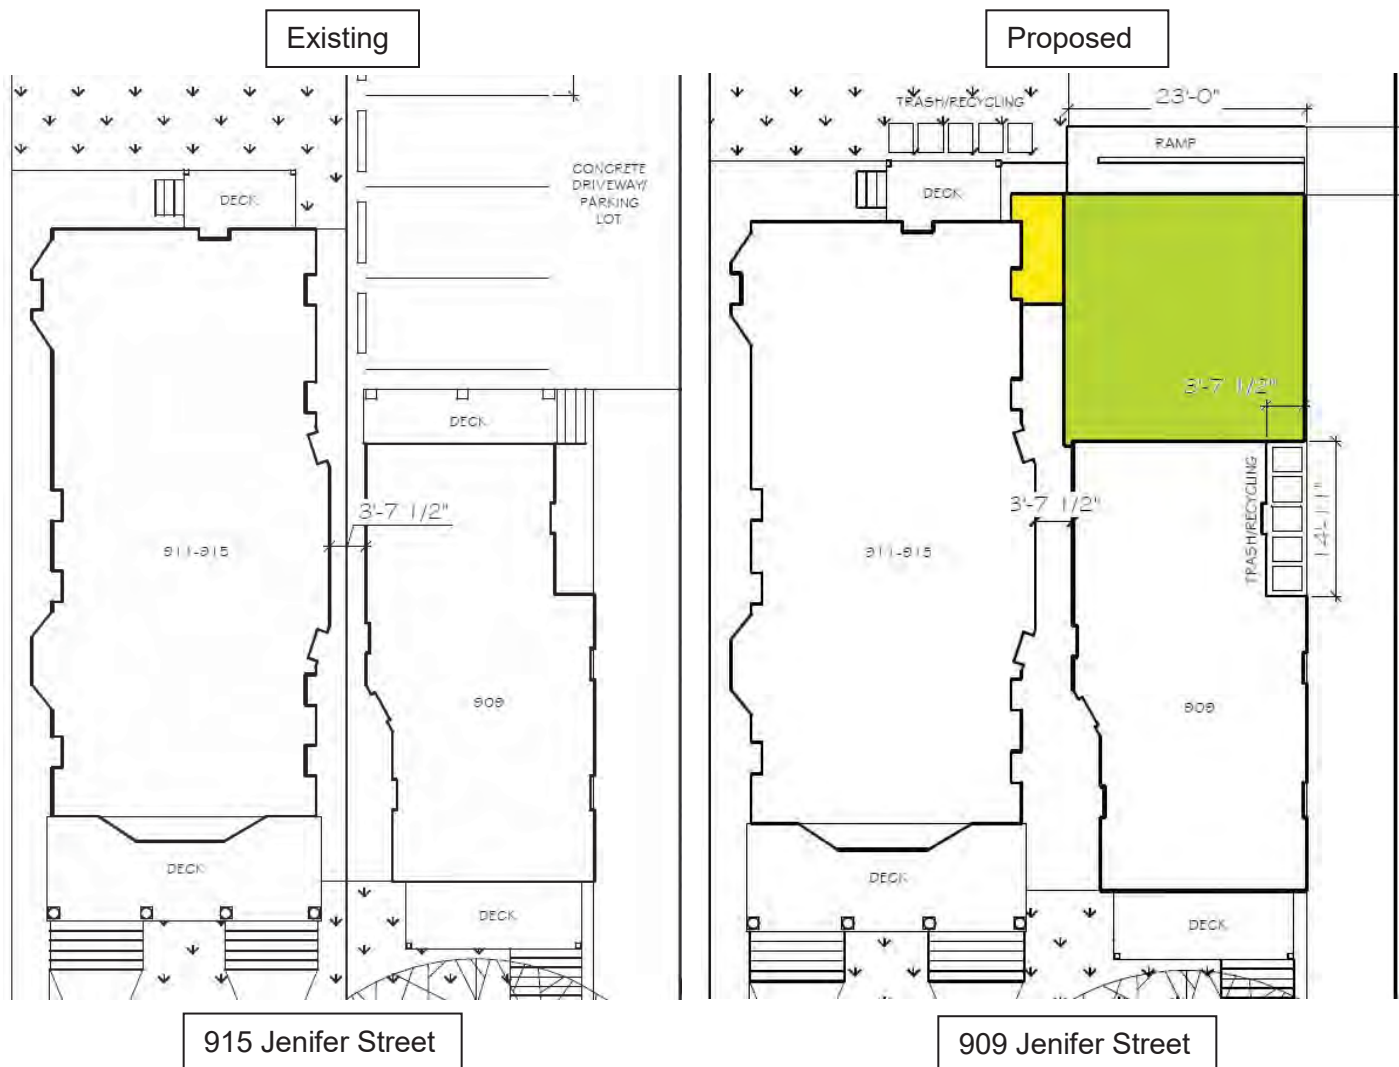 Existing
Proposed
TRASH/RECYCLING
23'-0"
RAMP
CONCRETE
DRIVEWAY/
PARKING
LOT
DECK
DECK
DECK
3'-7 1/2"
3'-7 1/2"
3'-7 1/2"
TRASH/RECYCLING
14'-11"
911-915
911-915
909
909
DECK
DECK
DECK
DECK
915 Jenifer Street
909 Jenifer Street